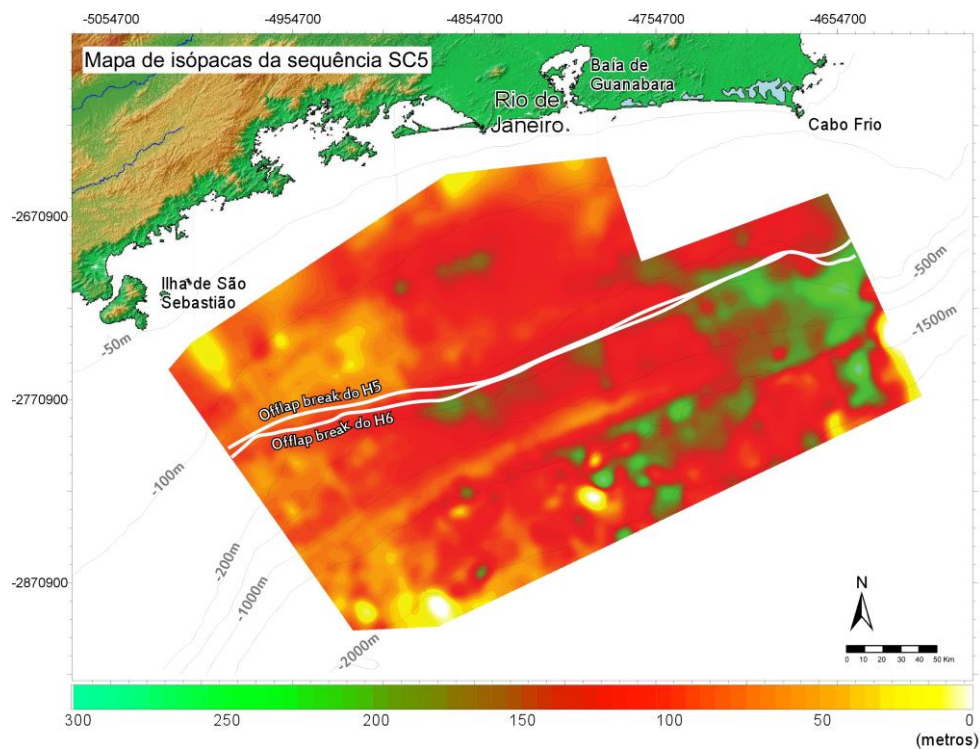 -5054700
-4954700
-4854700
-4754700
-4654700
Mapa de isópacas da sequência SC5
Baía de
Guanabara
Rio de
Janeiro
Cabo Frio
-2670900
Ilha de São
Sebastião
-50m
-500m
-1500m
-2770900
Offlap break do H5
Offlap break do H6
-100m
-200m
-2870900
-1000m
-2000m
N
0 10 20 30 40 50 Km
300 250 200 150 100 50 0
(metros)